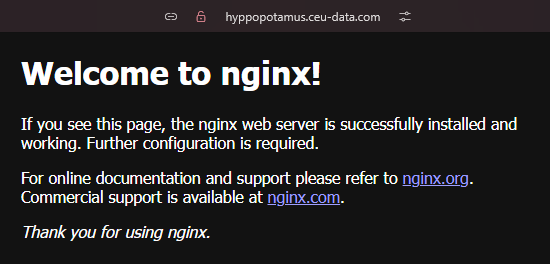 hyppopotamus.ceu-data.com
Welcome to nginx!
If you see this page, the nginx web server is successfully installed and
working. Further configuration is required.
For online documentation and support please refer to nginx.org.
Commercial support is available at nginx.com.
Thank you for using nginx.